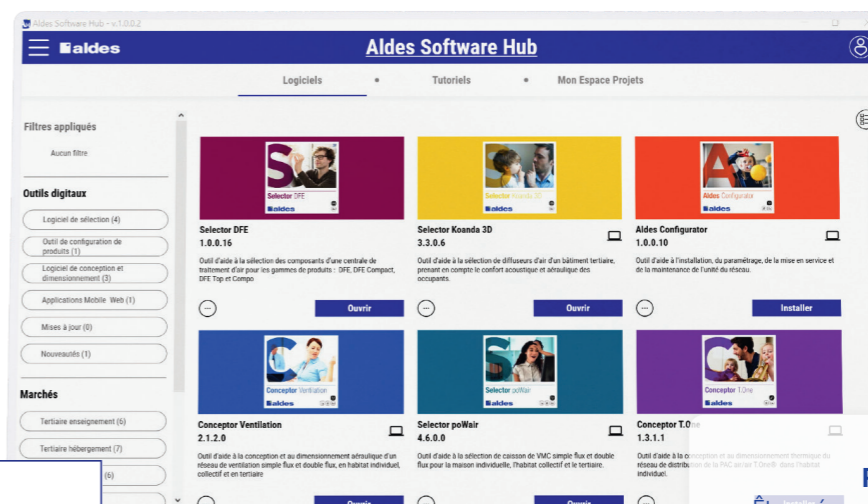 Aldes Software Hub - v.1.0.0.2
aldes
Aldes Software Hub
Logiciels • Tutoriels • Mon Espace Projets
Filtres appliqués
Aucun filtre
Outils digitaux
Logiciel de sélection (4)
Outil de configuration de
produits (1)
Logiciel de conception et
dimensionnement (3)
Applications Mobile Web (1)
Mises à jour (0)
Nouveautés (1)
Marchés
Tertiaire enseignement (6)
Tertiaire hébergement (7)
(6)
S
Selector DFE
aldes
Selector DFE
1.0.0.16
Outil d'aide à la sélection des composants d'une centrale de
traitement d'air pour les gammes de produits : DFE, DFE Compact,
DFE Top et Compo
Ouvrir
S
Selector Koanda 3D
aldes
Selector Koanda 3D
3.3.0.6
Outil d'aide à la sélection de diffuseurs d'air d'un bâtiment tertiaire,
prenant en compte le confort acoustique et aéraulique des
occupants.
Ouvrir
A
Aldes Configurator
aldes
Aldes Configurator
1.0.0.10
Outil d'aide à l'installation, du paramétrage, de la mise en service et
de la maintenance de l'unité du réseau.
Installer
C
Conceptor Ventilation
aldes
Conceptor Ventilation
2.1.2.0
Outil d'aide à la conception et au dimensionnement aéraulique d'un
réseau de ventilation simple flux et double flux, en habitat individuel,
collectif et en tertiaire
Ouvrir
S
Selector poWair
aldes
Selector poWair
4.6.0.0
Outil d'aide à la sélection de caisson de VMC simple flux et double
flux pour la maison individuelle, l'habitat collectif et le tertiaire.
Ouvrir
C
Conceptor T.One
aldes
Conceptor T.One
1.3.1.1
Outil d'aide à la conception et au dimensionnement thermique du
réseau de distribution de la PAC air/air T.One® dans l'habitat
individuel.
Installer